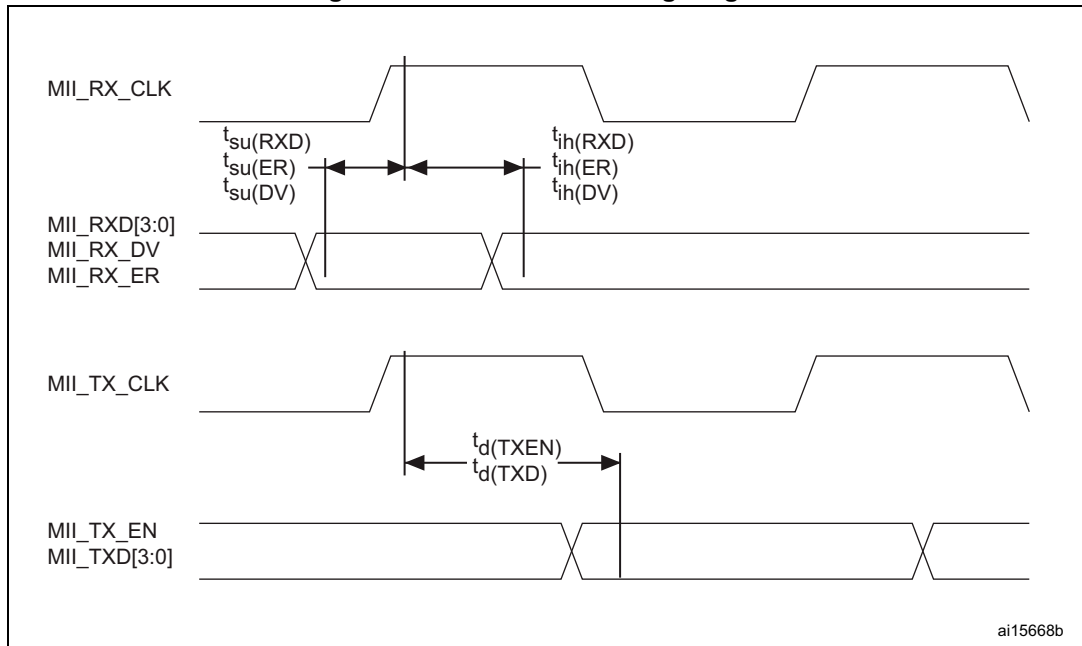 MII_RX_CLK
tsu(RXD)
tsu(ER)
tsu(DV)
tih(RXD)
tih(ER)
tih(DV)
MII_RXD[3:0]
MII_RX_DV
MII_RX_ER
MII_TX_CLK
td(TXEN)
td(TXD)
MII_TX_EN
MII_TXD[3:0]
ai15668b